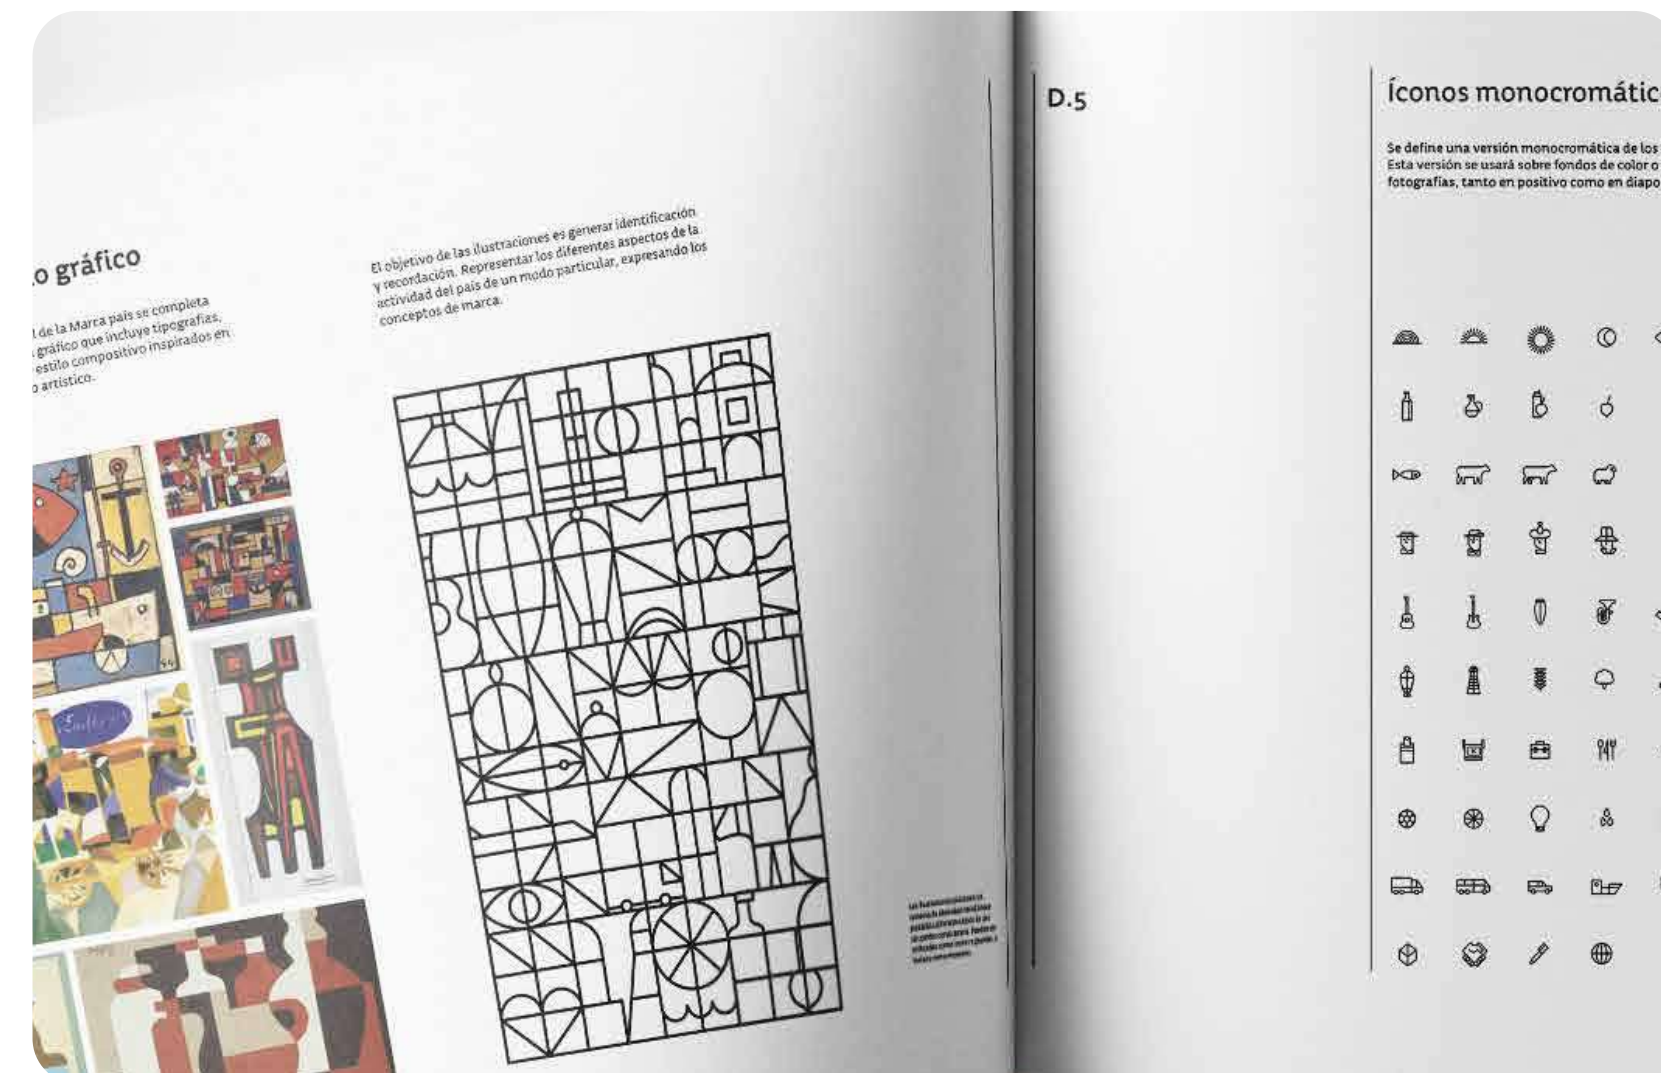 o gráfico
de la Marca país se completa
gráfico que incluye tipografías,
estilo compositivo inspirados en
artístico.
El objetivo de las ilustraciones es generar identificación
y recordación. Representar los diferentes aspectos de la
actividad del país de un modo particular, expresando los
conceptos de marca.
D.5
Íconos monocromátic
Se define una versión monocromática de los
Esta versión se usará sobre fondos de color o
fotografías, tanto en positivo como en diapo